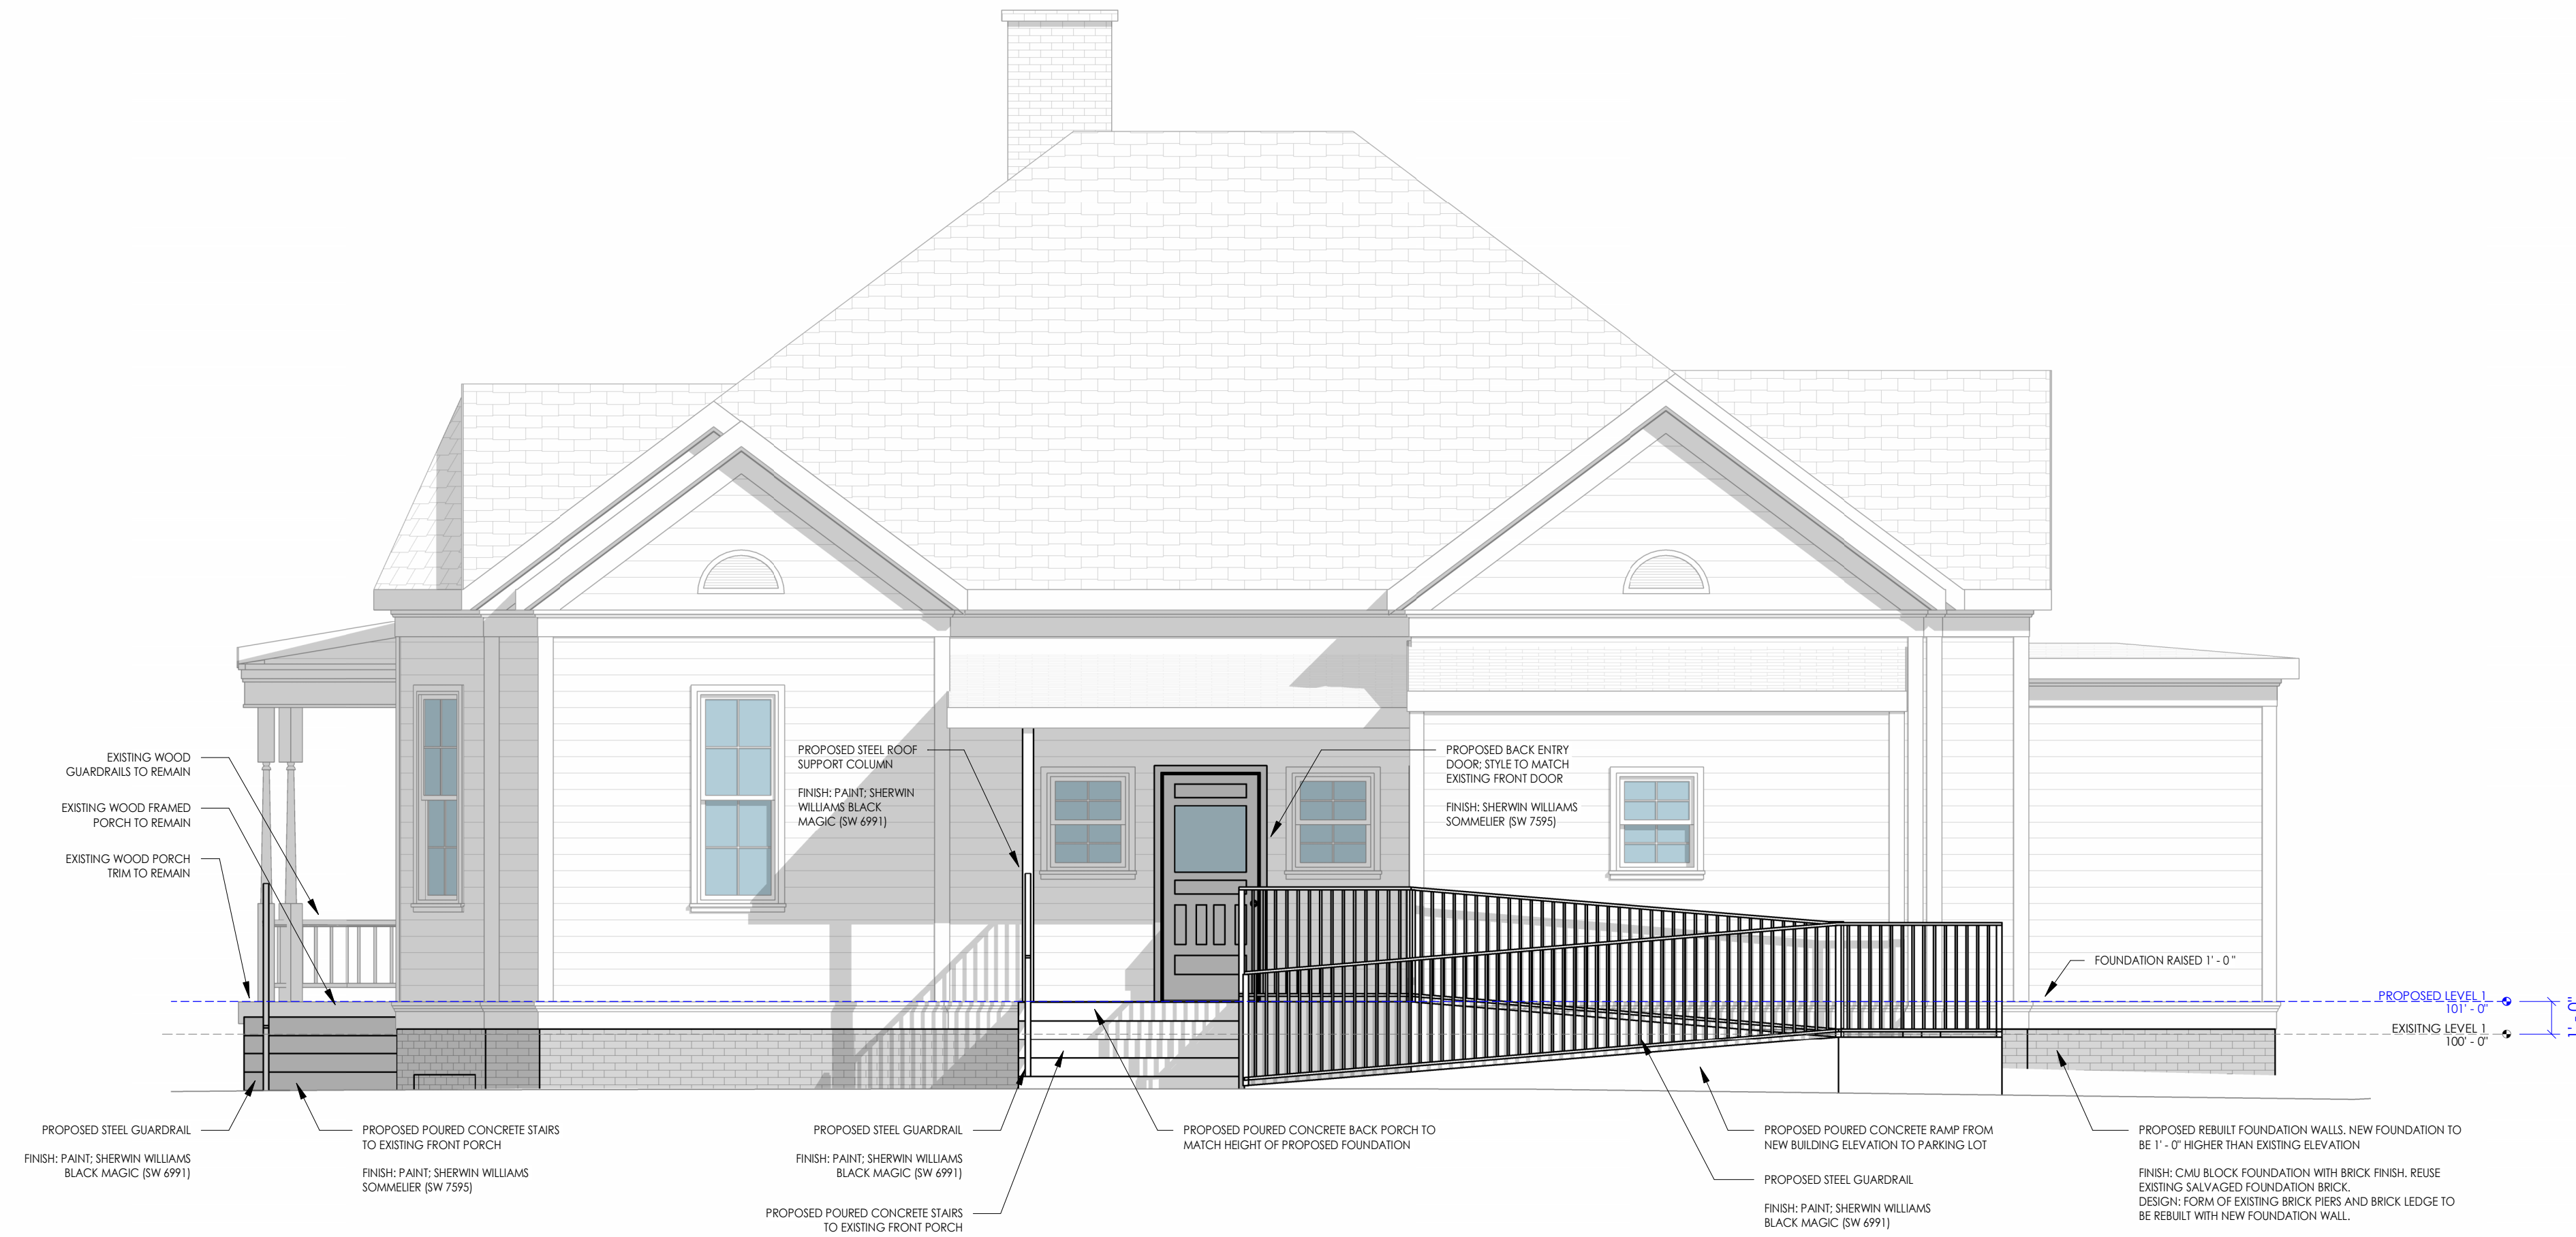 EXISTING WOOD
GUARDRAILS TO REMAIN
EXISTING WOOD FRAMED
PORCH TO REMAIN
EXISTING WOOD PORCH
TRIM TO REMAIN
PROPOSED STEEL ROOF
SUPPORT COLUMN
FINISH: PAINT; SHERWIN
WILLIAMS BLACK
MAGIC (SW 6991)
PROPOSED BACK ENTRY
DOOR; STYLE TO MATCH
EXISTING FRONT DOOR
FINISH: SHERWIN WILLIAMS
SOMMELIER (SW 7595)
FOUNDATION RAISED 1' - 0 "
PROPOSED LEVEL 1
101' - 0"
EXISITNG LEVEL 1
100' - 0"
1' - 0"
PROPOSED STEEL GUARDRAIL
FINISH: PAINT; SHERWIN WILLIAMS
BLACK MAGIC (SW 6991)
PROPOSED POURED CONCRETE STAIRS
TO EXISTING FRONT PORCH
FINISH: PAINT; SHERWIN WILLIAMS
SOMMELIER (SW 7595)
PROPOSED STEEL GUARDRAIL
FINISH: PAINT; SHERWIN WILLIAMS
BLACK MAGIC (SW 6991)
PROPOSED POURED CONCRETE STAIRS
TO EXISTING FRONT PORCH
PROPOSED POURED CONCRETE BACK PORCH TO
MATCH HEIGHT OF PROPOSED FOUNDATION
PROPOSED POURED CONCRETE RAMP FROM
NEW BUILDING ELEVATION TO PARKING LOT
PROPOSED STEEL GUARDRAIL
FINISH: PAINT; SHERWIN WILLIAMS
BLACK MAGIC (SW 6991)
PROPOSED REBUILT FOUNDATION WALLS. NEW FOUNDATION TO
BE 1' - 0" HIGHER THAN EXISTING ELEVATION
FINISH: CMU BLOCK FOUNDATION WITH BRICK FINISH. REUSE
EXISTING SALVAGED FOUNDATION BRICK.
DESIGN: FORM OF EXISTING BRICK PIERS AND BRICK LEDGE TO
BE REBUILT WITH NEW FOUNDATION WALL.